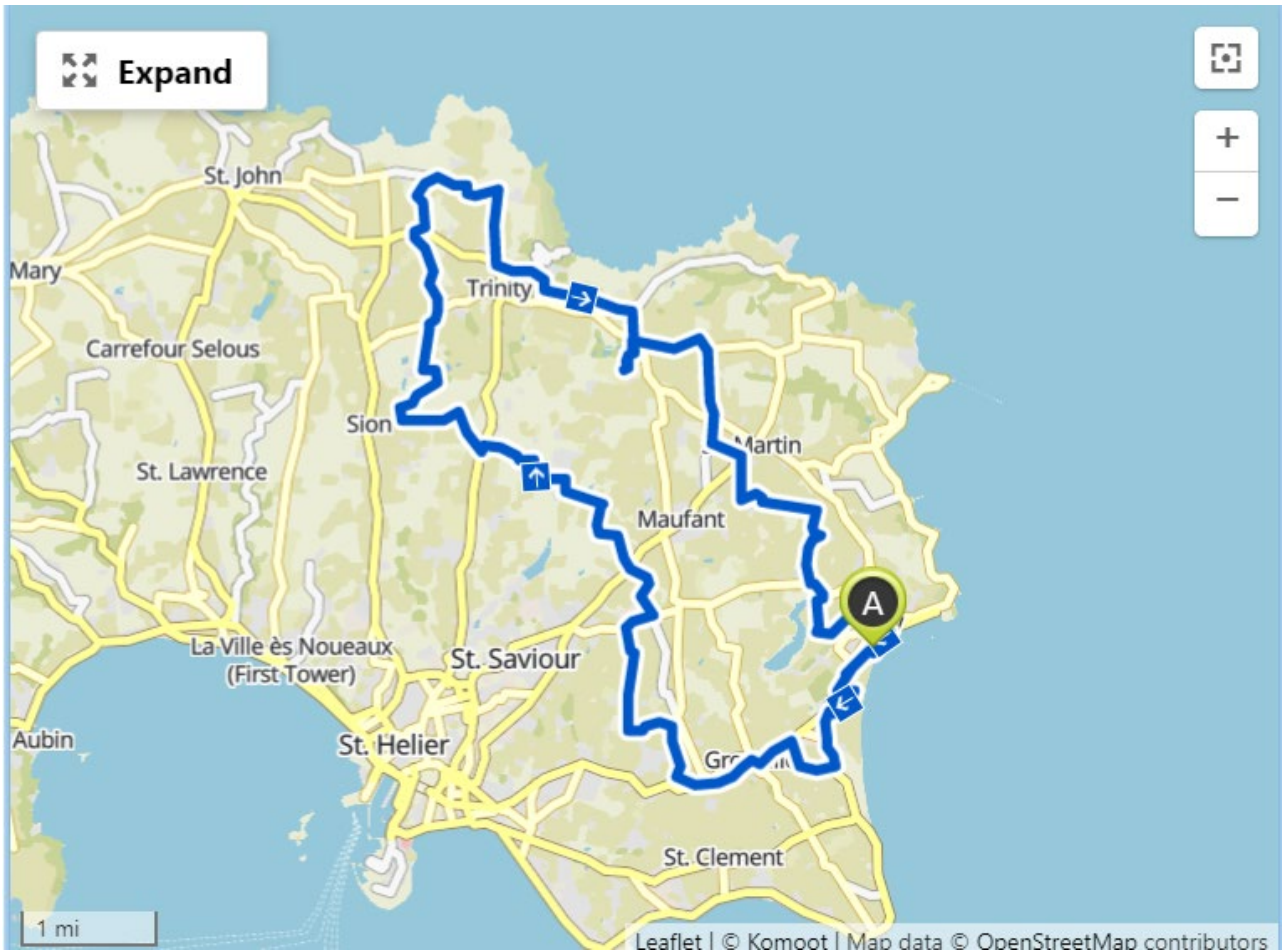 Expand
+
−
St. John
Mary
Trinity
Carrefour Selous
Sion
Martin
St. Lawrence
Maufant
A
La Ville ès Noueaux
(First Tower)
St. Saviour
Aubin
St. Helier
St. Clement
1 mi
Leaflet | © Komoot | Map data © OpenStreetMap contributors